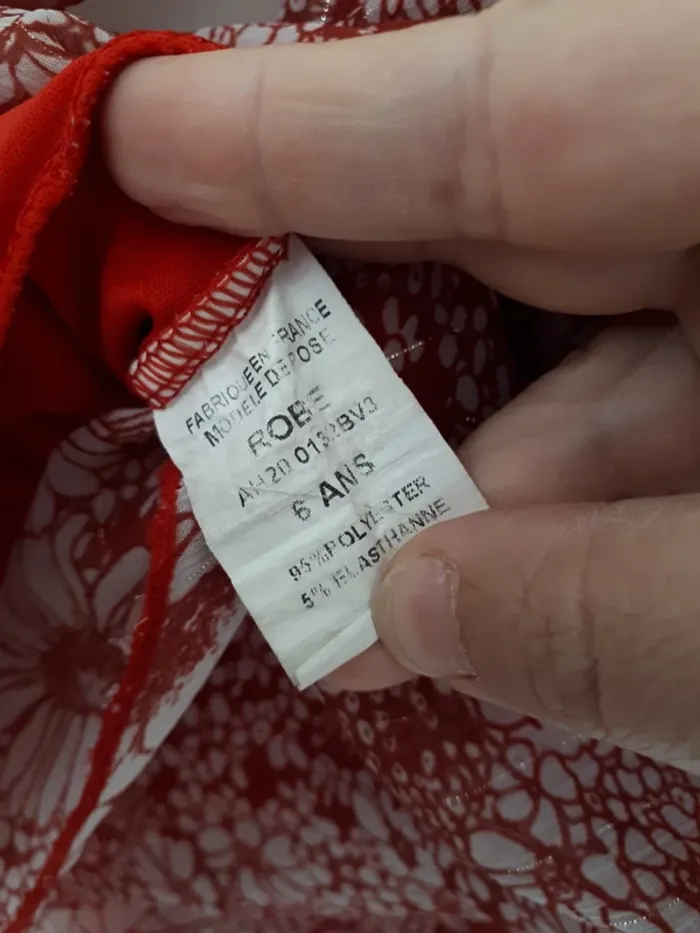 FABRIQUE EN FRANCE
MODELE DEPOSE
ROBE
AH 20 0132BV3
6 ANS
95%POLYESTER
5% ELASTHANNE